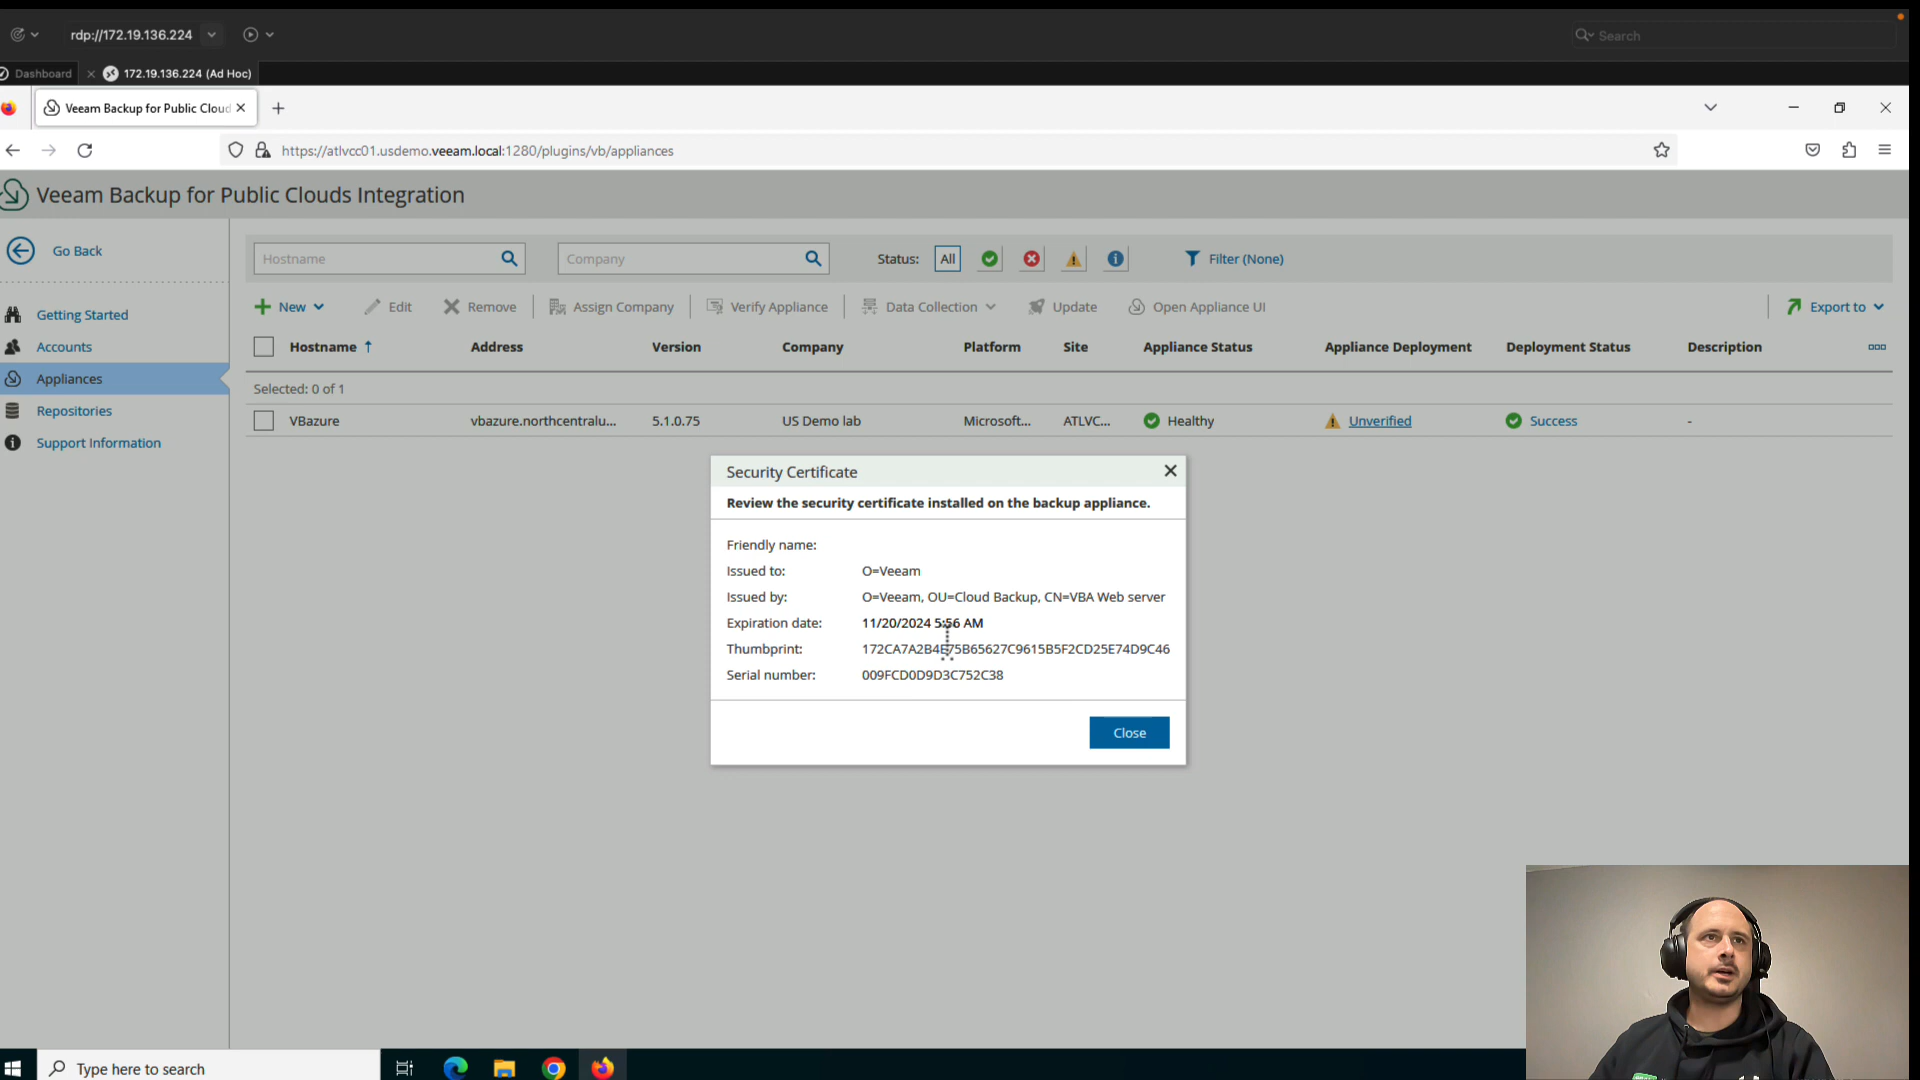 rdp://172.19.136.224
Search
Dashboard
172.19.136.224 (Ad Hoc)
Veeam Backup for Public Cloud
https://atlvcc01.usdemo.veeam.local:1280/plugins/vb/appliances
Veeam Backup for Public Clouds Integration
Go Back
Getting Started
Accounts
Appliances
Repositories
Support Information
Hostname
Company
Status:
All
Filter (None)
New
Edit
Remove
Assign Company
Verify Appliance
Data Collection
Update
Open Appliance UI
Export to
Hostname Address Version Company Platform Site Appliance Status Appliance Deployment Deployment Status Description
Selected: 0 of 1
VBazure vbazure.northcentralu... 5.1.0.75 US Demo lab Microsoft... ATLVC... Healthy Unverified Success -
Security Certificate
Review the security certificate installed on the backup appliance.
Friendly name:
Issued to: O=Veeam
Issued by: O=Veeam, OU=Cloud Backup, CN=VBA Web server
Expiration date: 11/20/2024 5:56 AM
Thumbprint: 172CA7A2B4E75B65627C9615B5F2CD25E74D9C46
Serial number: 009FCD0D9D3C752C38
Close
Type here to search